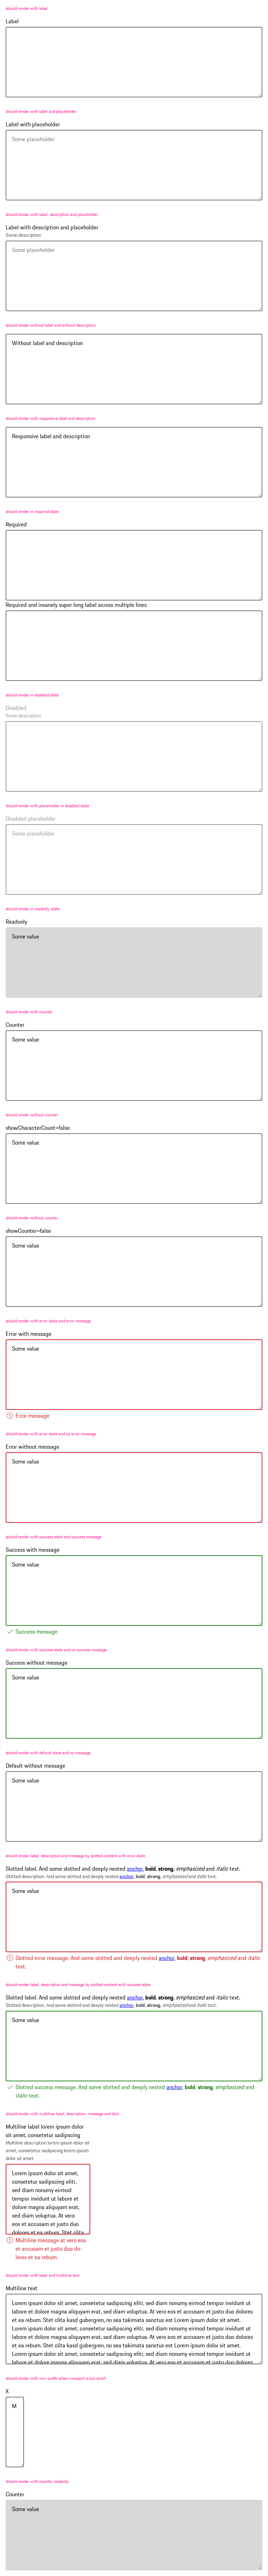 should render with label
Label
should render with label and placeholder
Label with placeholder
Some placeholder
should render with label, description and placeholder
Label with description and placeholder
Some description
Some placeholder
should render without label and without description
Without label and description
should render with responsive label and description
Responsive label and description
should render in required state
Required
Required and insanely super long label across multiple lines
should render in disabled state
Disabled
Some description
should render with placeholder in disabled state
Disabled placeholder
Some placeholder
should render in readonly state
Readonly
Some value
should render with counter
Counter
Some value
should render without counter
showCharacterCount=false
Some value
should render without counter
showCounter=false
Some value
should render with error state and error message
Error with message
Some value
Error message
should render with error state and no error message
Error without message
Some value
should render with success state and success message
Success with message
Some value
Success message
should render with success state and no success message
Success without message
Some value
should render with default state and no message
Default without message
Some value
should render label, description and message by slotted content with error state
Slotted label. And some slotted and deeply nested anchor, bold, strong, emphasized and italic text.
Slotted description. And some slotted and deeply nested anchor, bold, strong, emphasized and italic text.
Some value
Slotted error message. And some slotted and deeply nested anchor, bold, strong, emphasized and italic
text.
should render label, description and message by slotted content with success state
Slotted label. And some slotted and deeply nested anchor, bold, strong, emphasized and italic text.
Slotted description. And some slotted and deeply nested anchor, bold, strong, emphasized and italic text.
Some value
Slotted success message. And some slotted and deeply nested anchor, bold, strong, emphasized and
italic text.
should render with multiline label, description, message and text
Multiline label lorem ipsum dolor
sit amet, consetetur sadipscing
Multiline description lorem ipsum dolor sit
amet, consetetur sadipscing lorem ipsum
dolor sit amet
Lorem ipsum dolor sit amet,
consetetur sadipscing elitr,
sed diam nonumy eirmod
tempor invidunt ut labore et
dolore magna aliquyam erat,
sed diam voluptua. At vero
eos et accusam et justo duo
dolores et ea rebum. Stet clita
Multiline message at vero eos
et accusam et justo duo do-
lores et ea rebum.
should render with label and multiline text
Multiline text
Lorem ipsum dolor sit amet, consetetur sadipscing elitr, sed diam nonumy eirmod tempor invidunt ut
labore et dolore magna aliquyam erat, sed diam voluptua. At vero eos et accusam et justo duo dolores
et ea rebum. Stet clita kasd gubergren, no sea takimata sanctus est Lorem ipsum dolor sit amet.
Lorem ipsum dolor sit amet, consetetur sadipscing elitr, sed diam nonumy eirmod tempor invidunt ut
labore et dolore magna aliquyam erat, sed diam voluptua. At vero eos et accusam et justo duo dolores
et ea rebum. Stet clita kasd gubergren, no sea takimata sanctus est Lorem ipsum dolor sit amet.
Lorem ipsum dolor sit amet, consetetur sadipscing elitr, sed diam nonumy eirmod tempor invidunt ut
labore et dolore magna aliquyam erat, sed diam voluptua. At vero eos et accusam et justo duo dolores
should render with min-width when viewport is too small
X
M
should render with counter readonly
Counter
Some value